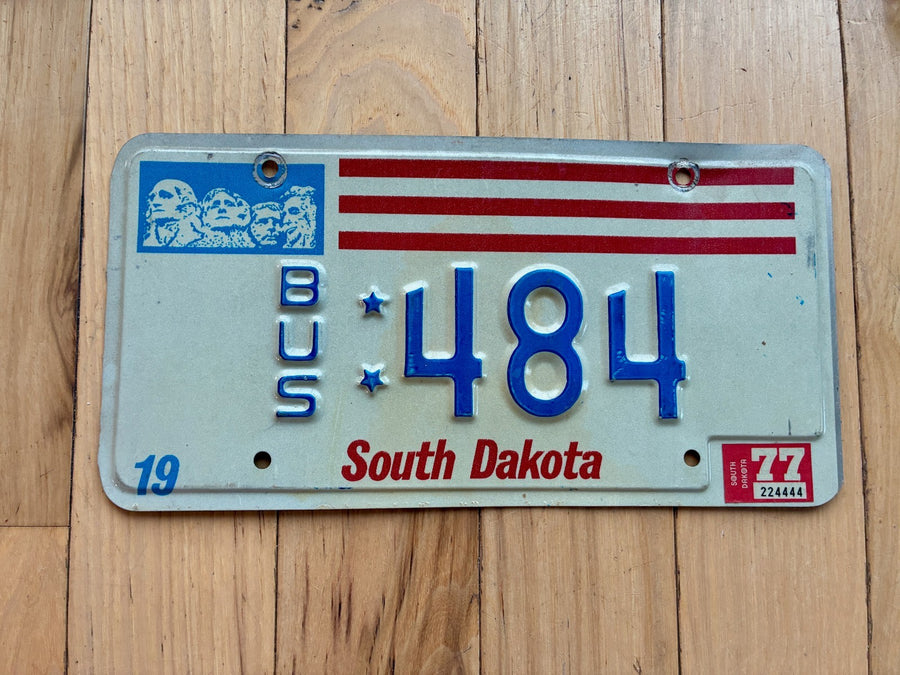 BUS
484
19
South Dakota
SOUTH
DAKOTA
77
224444